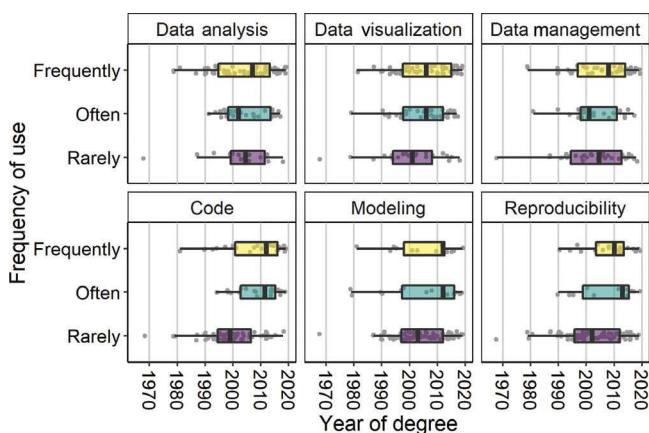 Data analysis
Data visualization
Data management
Frequently
Often
Rarely
Code
Modeling
Reproducibility
Frequently
Often
Rarely
Frequency of use
1970
1980
1990
2000
2010
2020
1970
1980
1990
2000
2010
2020
1970
1980
1990
2000
2010
2020
Year of degree